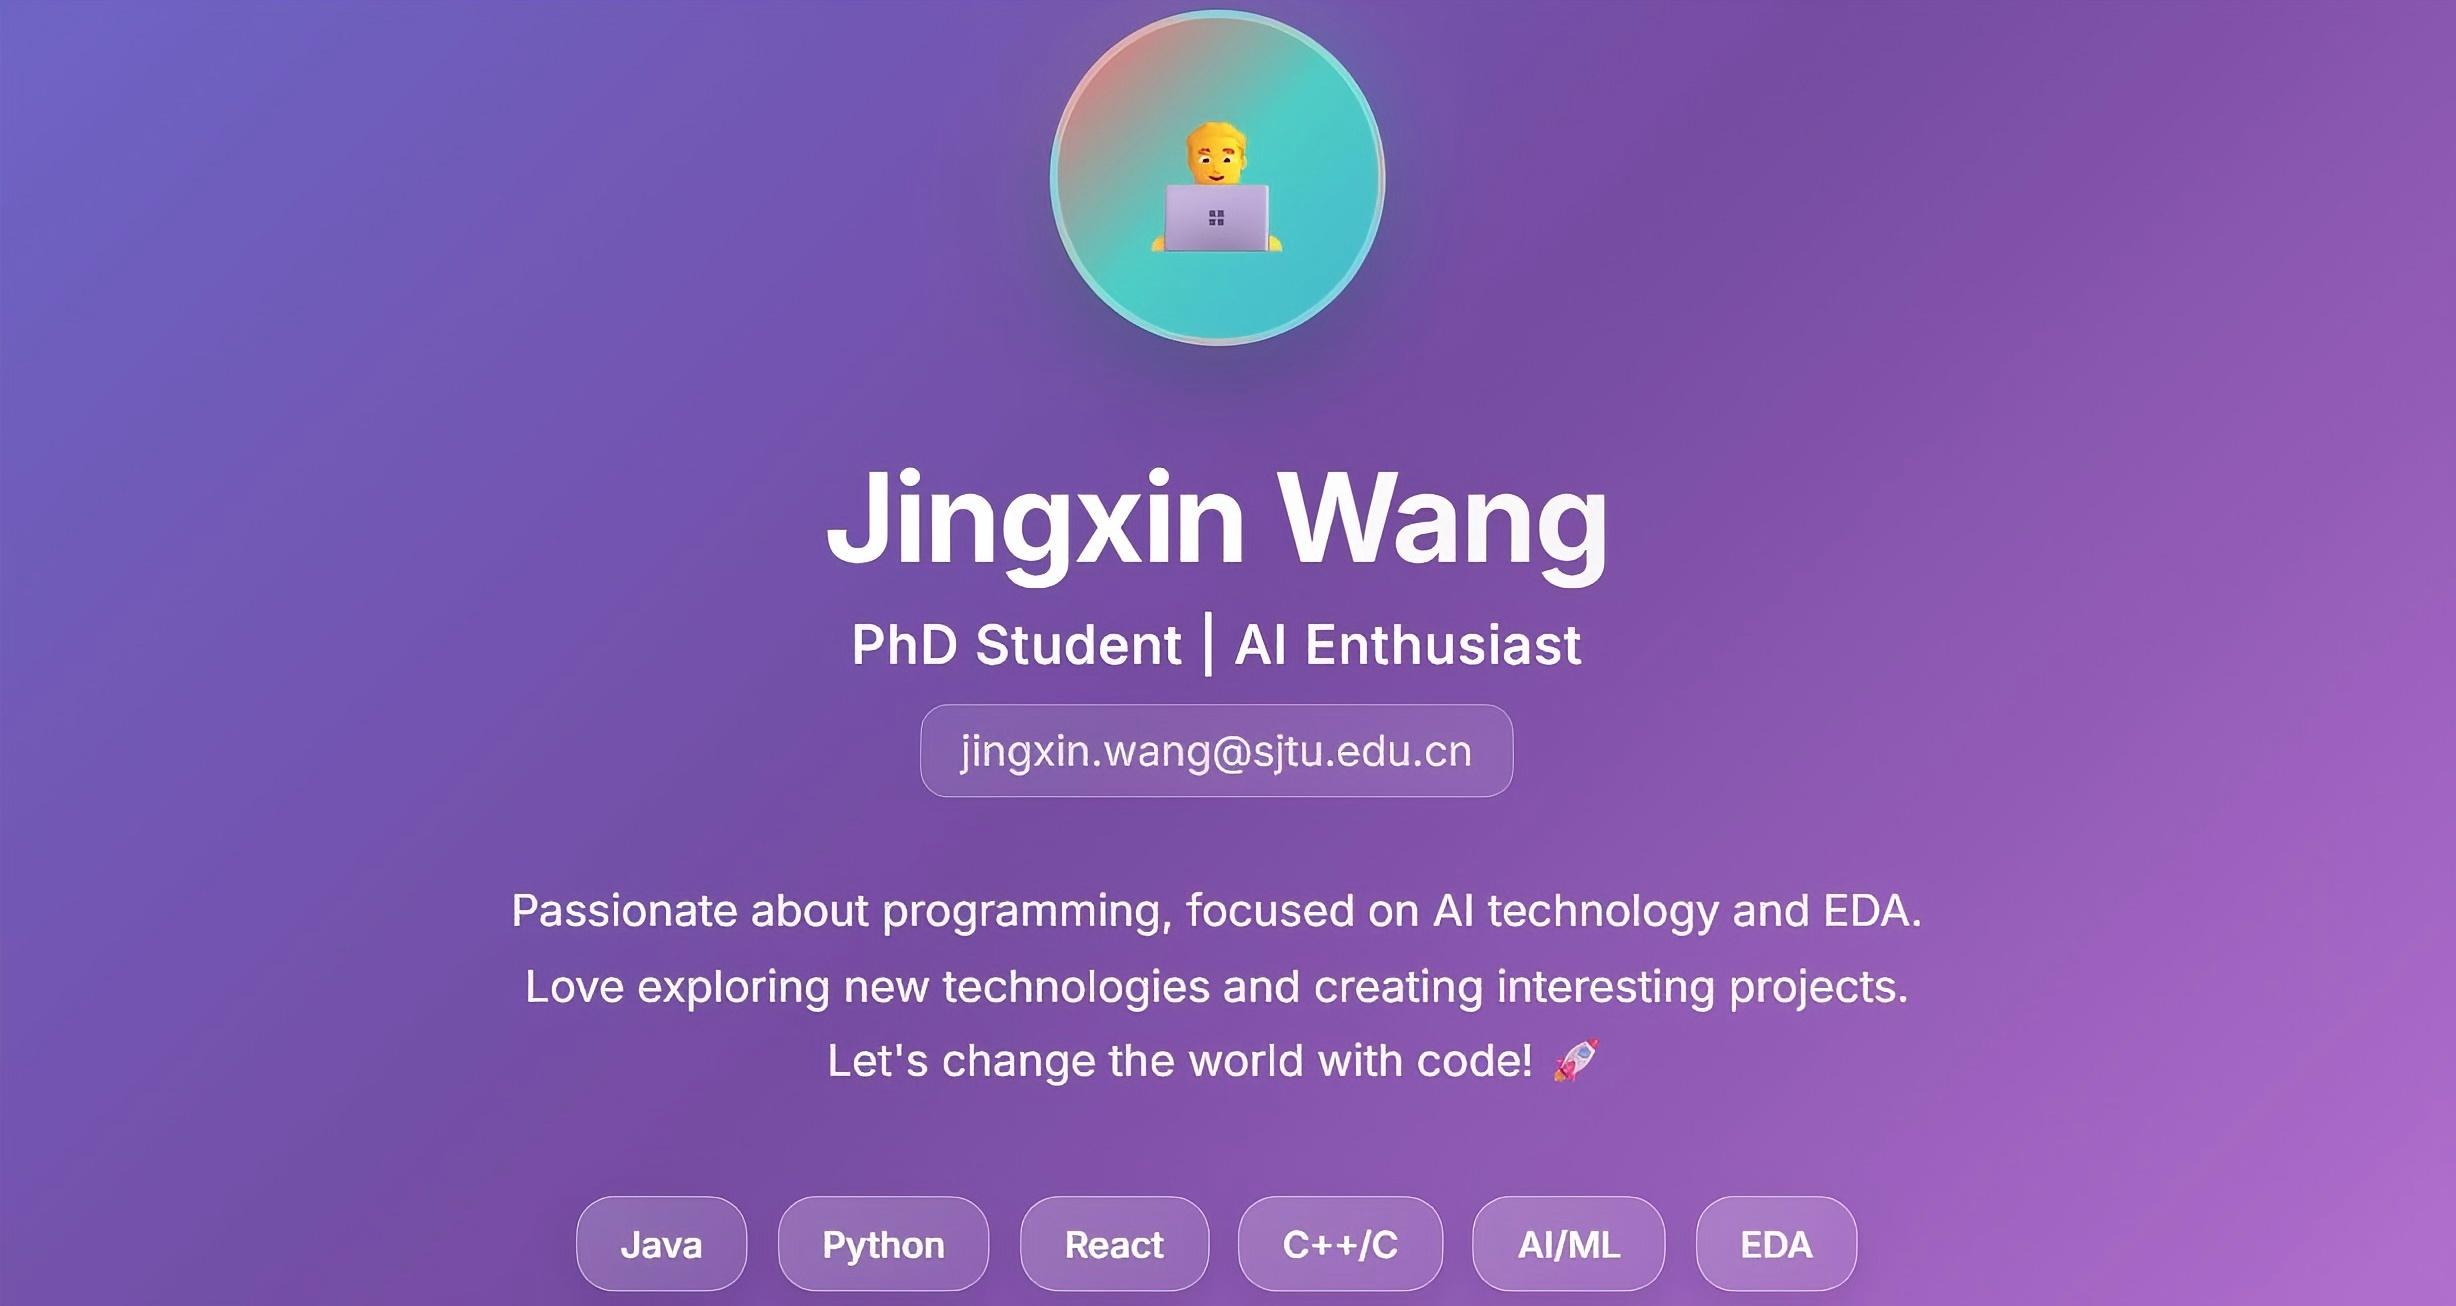 Jingxin Wang
PhD Student | AI Enthusiast
jingxin.wang@sjtu.edu.cn
Passionate about programming, focused on AI technology and EDA.
Love exploring new technologies and creating interesting projects.
Let's change the world with code! 🚀
Java Python React C++/C AI/ML EDA